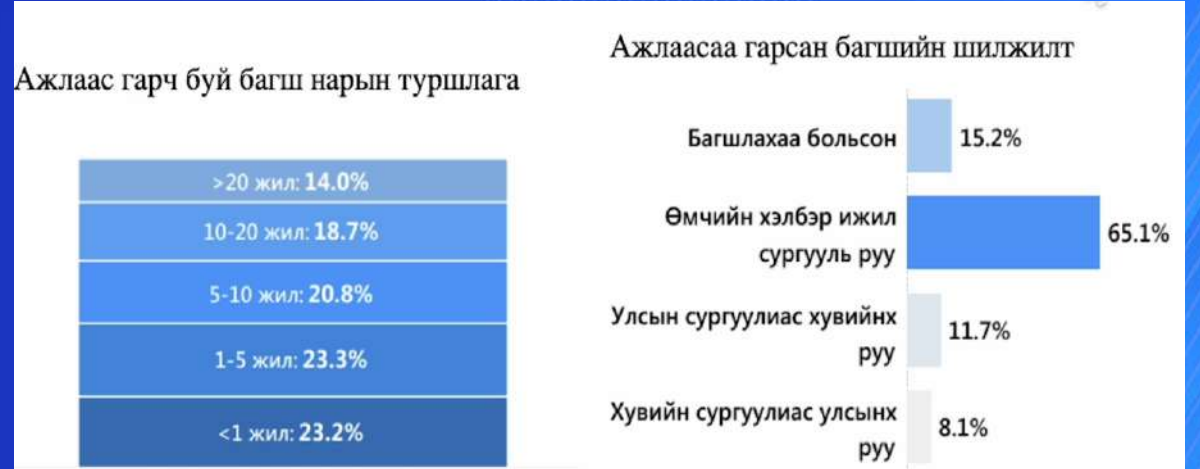 Ажлаас гарч буй багш нарын туршлага
>20 жил: 14.0%
10-20 жил: 18.7%
5-10 жил: 20.8%
1-5 жил: 23.3%
<1 жил: 23.2%
Ажлаасаа гарсан багшийн шилжилт
Багшлахаа больсон 15.2%
Өмчийн хэлбэр ижил
сургууль руу 65.1%
Улсын сургуулиас хувийнх
руу 11.7%
Хувийн сургуулиас улсынх
руу 8.1%